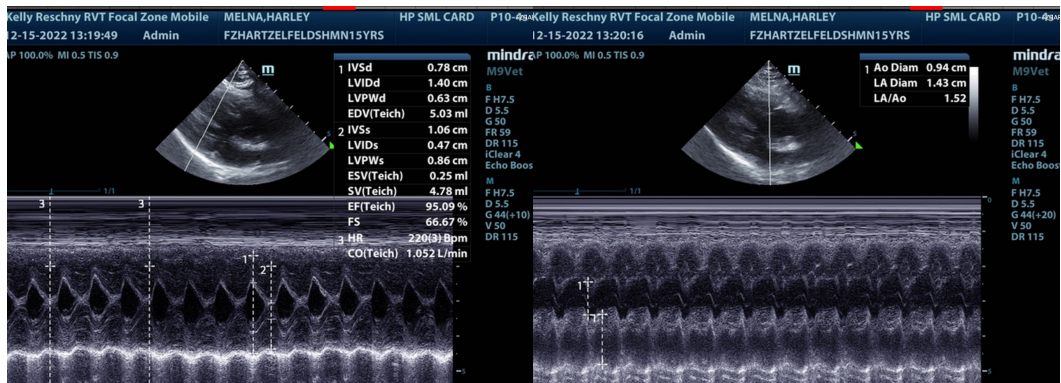 Kelly Reschny RVT Focal Zone Mobile MELNA,HARLEY HP SML CARD
12-15-2022 13:19:49 Admin FZHARTZELFELDSHMN15YRS
AP 100.0% MI 0.5 TIS 0.9
mindra
M9Vet
m
1 IVSd 0.78 cm
LVIDd 1.40 cm
LVPWd 0.63 cm
EDV(Teich) 5.03 ml
2 IVSs 1.06 cm
LVIDs 0.47 cm
LVPWs 0.86 cm
ESV(Teich) 0.25 ml
SV(Teich) 4.78 ml
EF(Teich) 95.09 %
FS 66.67 %
3 HR 220(3) Bpm
CO(Teich) 1.052 L/min
B
F H7.5
D 5.5
G 50
FR 59
DR 115
iClear 4
Echo Boos
M
F H7.5
D 5.5
G 44(+10)
V 50
DR 115
1/1
3 3
1
2
5
Kelly Reschny RVT Focal Zone Mobile MELNA,HARLEY HP SML CARD
12-15-2022 13:20:16 Admin FZHARTZELFELDSHMN15YRS
AP 100.0% MI 0.5 TIS 0.9
mindra
M9Vet
m
1 Ao Diam 0.94 cm
LA Diam 1.43 cm
LA/Ao 1.52
B
F H7.5
D 5.5
G 50
FR 59
DR 115
iClear 4
Echo Boos
M
F H7.5
D 5.5
G 44(+20)
V 50
DR 115
1/1
0
1
5